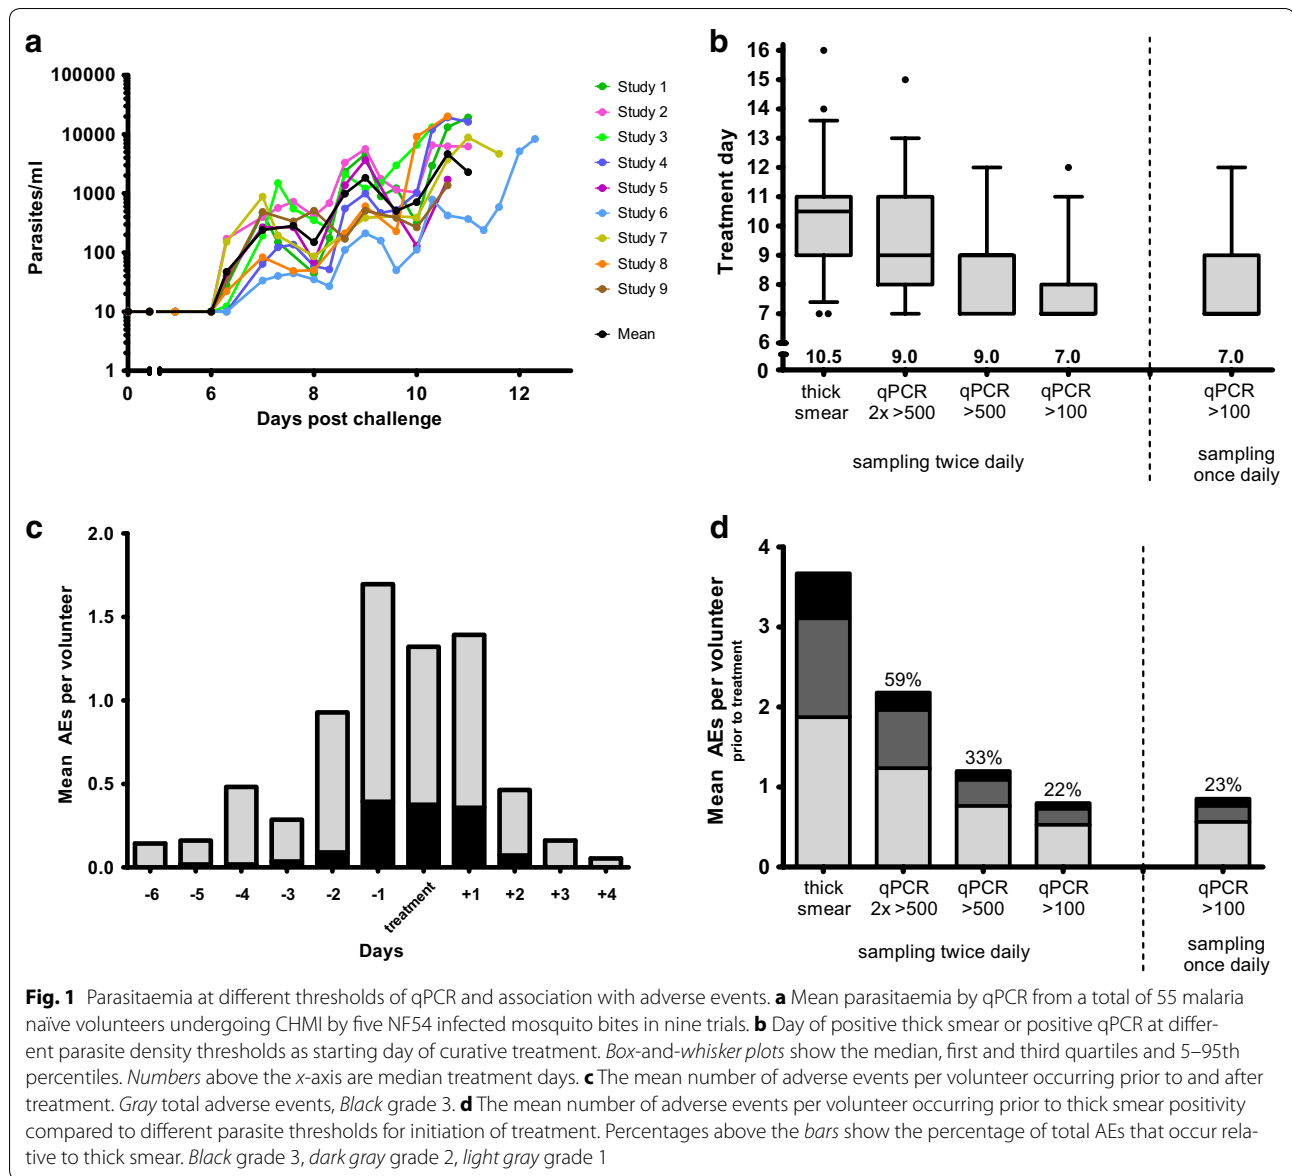 a
100000
10000
1000
100
10
1
Parasites/ml
0
6
8
10
12
Days post challenge
Study 1
Study 2
Study 3
Study 4
Study 5
Study 6
Study 7
Study 8
Study 9
Mean
b
16
15
14
13
12
11
10
9
8
7
6
0
Treatment day
10.5
9.0
9.0
7.0
7.0
thick
smear
qPCR
2x >500
qPCR
>500
qPCR
>100
qPCR
>100
sampling twice daily
sampling
once daily
c
2.0
1.5
1.0
0.5
0.0
Mean AEs per volunteer
-6
-5
-4
-3
-2
-1
treatment
+1
+2
+3
+4
Days
d
4
3
2
1
0
Mean AEs per volunteer
prior to treatment
59%
33%
22%
23%
thick
smear
qPCR
2x >500
qPCR
>500
qPCR
>100
qPCR
>100
sampling twice daily
sampling
once daily
Fig. 1 Parasitaemia at different thresholds of qPCR and association with adverse events. a Mean parasitaemia by qPCR from a total of 55 malaria
naïve volunteers undergoing CHMI by five NF54 infected mosquito bites in nine trials. b Day of positive thick smear or positive qPCR at differ-
ent parasite density thresholds as starting day of curative treatment. Box-and-whisker plots show the median, first and third quartiles and 5–95th
percentiles. Numbers above the x-axis are median treatment days. c The mean number of adverse events per volunteer occurring prior to and after
treatment. Gray total adverse events, Black grade 3. d The mean number of adverse events per volunteer occurring prior to thick smear positivity
compared to different parasite thresholds for initiation of treatment. Percentages above the bars show the percentage of total AEs that occur rela-
tive to thick smear. Black grade 3, dark gray grade 2, light gray grade 1